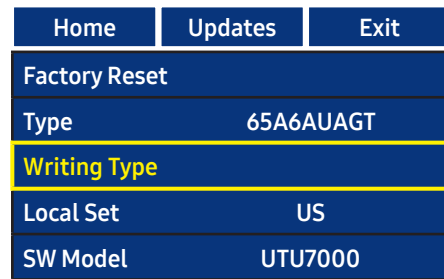 Home Updates Exit
Factory Reset
Type 65A6AUAGT
Writing Type
Local Set US
SW Model UTU7000